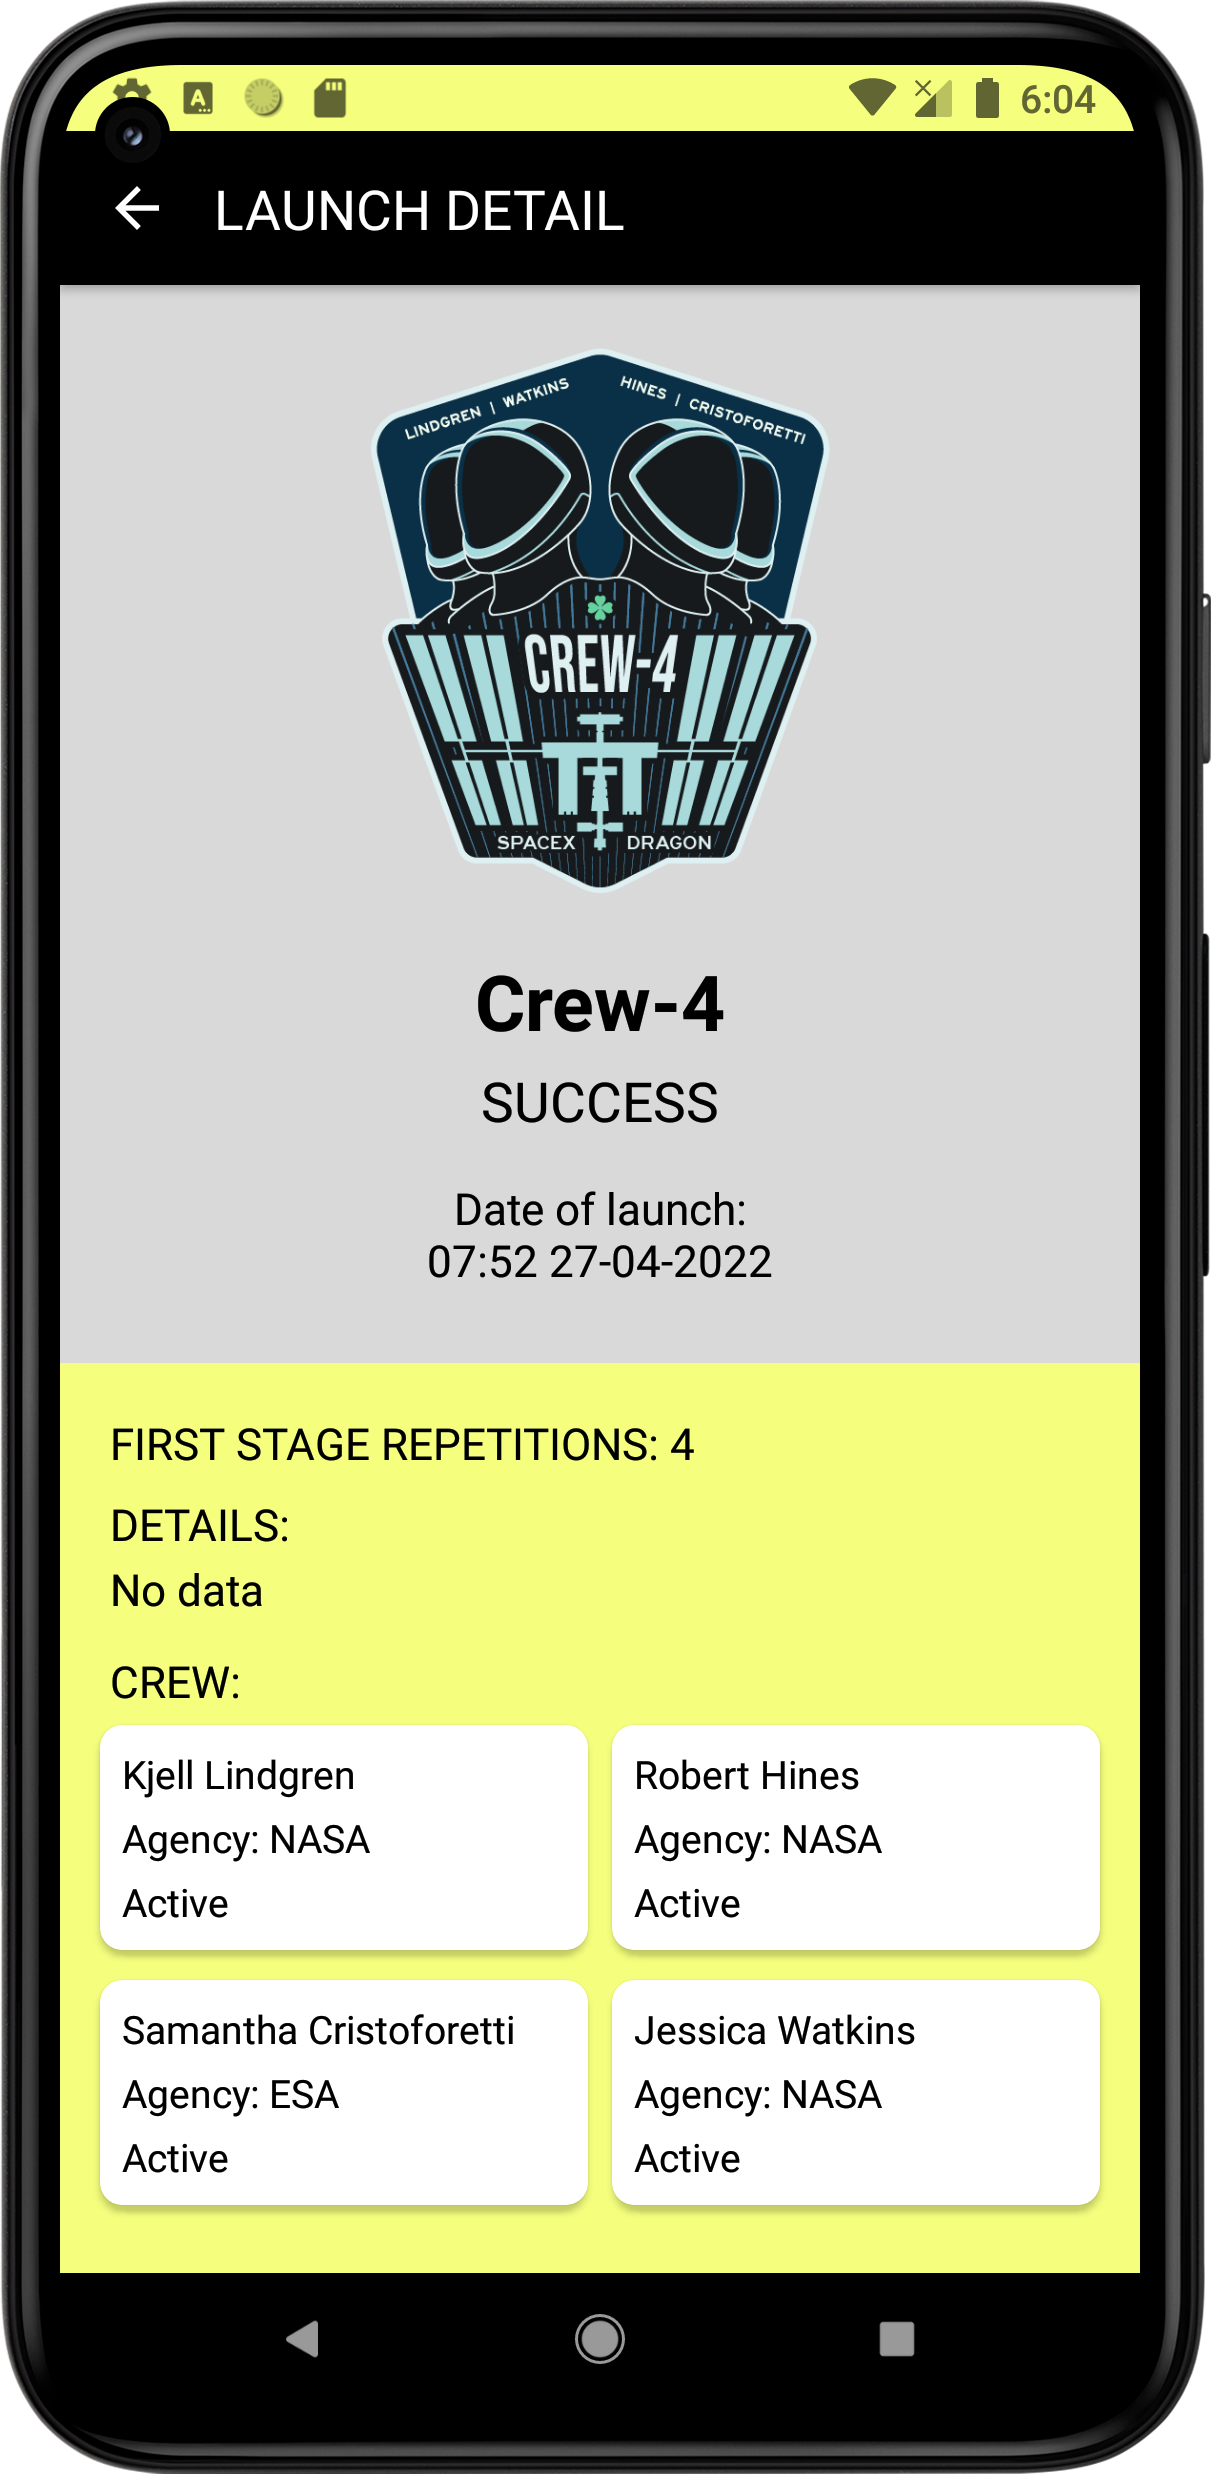 6:04
LAUNCH DETAIL
LINDGREN | WATKINS
HINES | CRISTOFORETTI
CREW-4
SPACEX DRAGON
Crew-4
SUCCESS
Date of launch:
07:52 27-04-2022
FIRST STAGE REPETITIONS: 4
DETAILS:
No data
CREW:
Kjell Lindgren
Agency: NASA
Active
Robert Hines
Agency: NASA
Active
Samantha Cristoforetti
Agency: ESA
Active
Jessica Watkins
Agency: NASA
Active